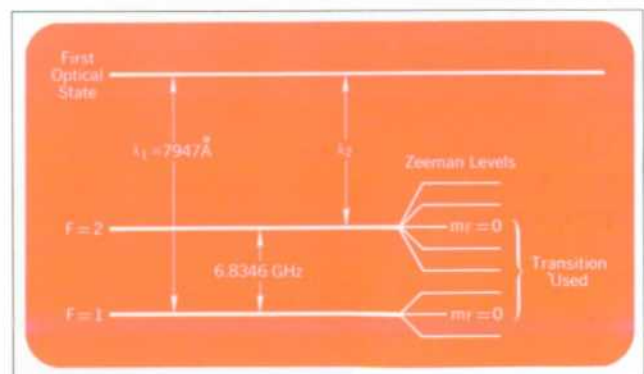 First
Optical
State
λ₁ = 7947Å
λ₂
Zeeman Levels
F = 2
mF = 0
6.8346 GHz
Transition
Used
F = 1
mF = 0